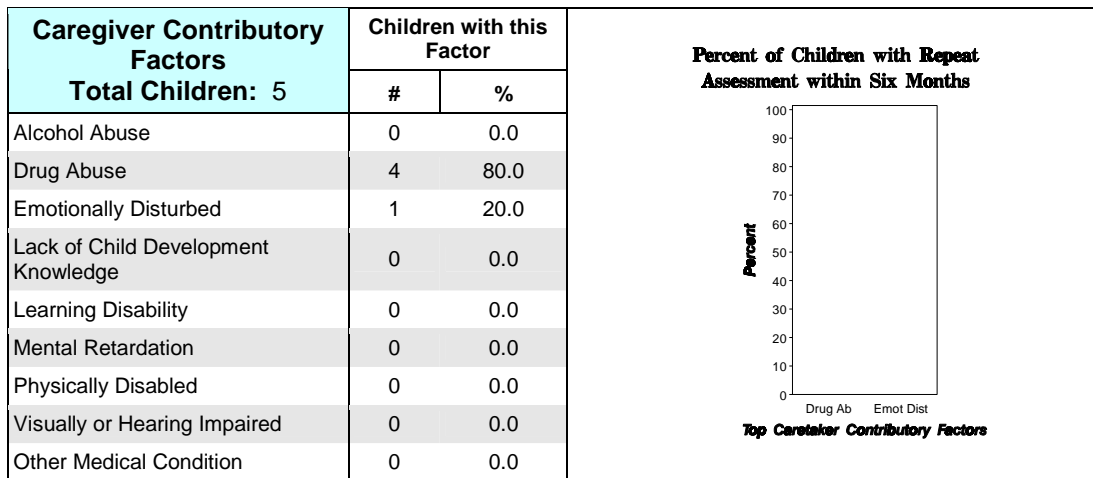 Caregiver Contributory
Factors
Total Children: 5
Children with this
Factor
# %
Alcohol Abuse 0 0.0
Drug Abuse 4 80.0
Emotionally Disturbed 1 20.0
Lack of Child Development
Knowledge 0 0.0
Learning Disability 0 0.0
Mental Retardation 0 0.0
Physically Disabled 0 0.0
Visually or Hearing Impaired 0 0.0
Other Medical Condition 0 0.0
Percent of Children with Repeat
Assessment within Six Months
Percent
100
90
80
70
60
50
40
30
20
10
0
Drug Ab Emot Dist
Top Caretaker Contributory Factors